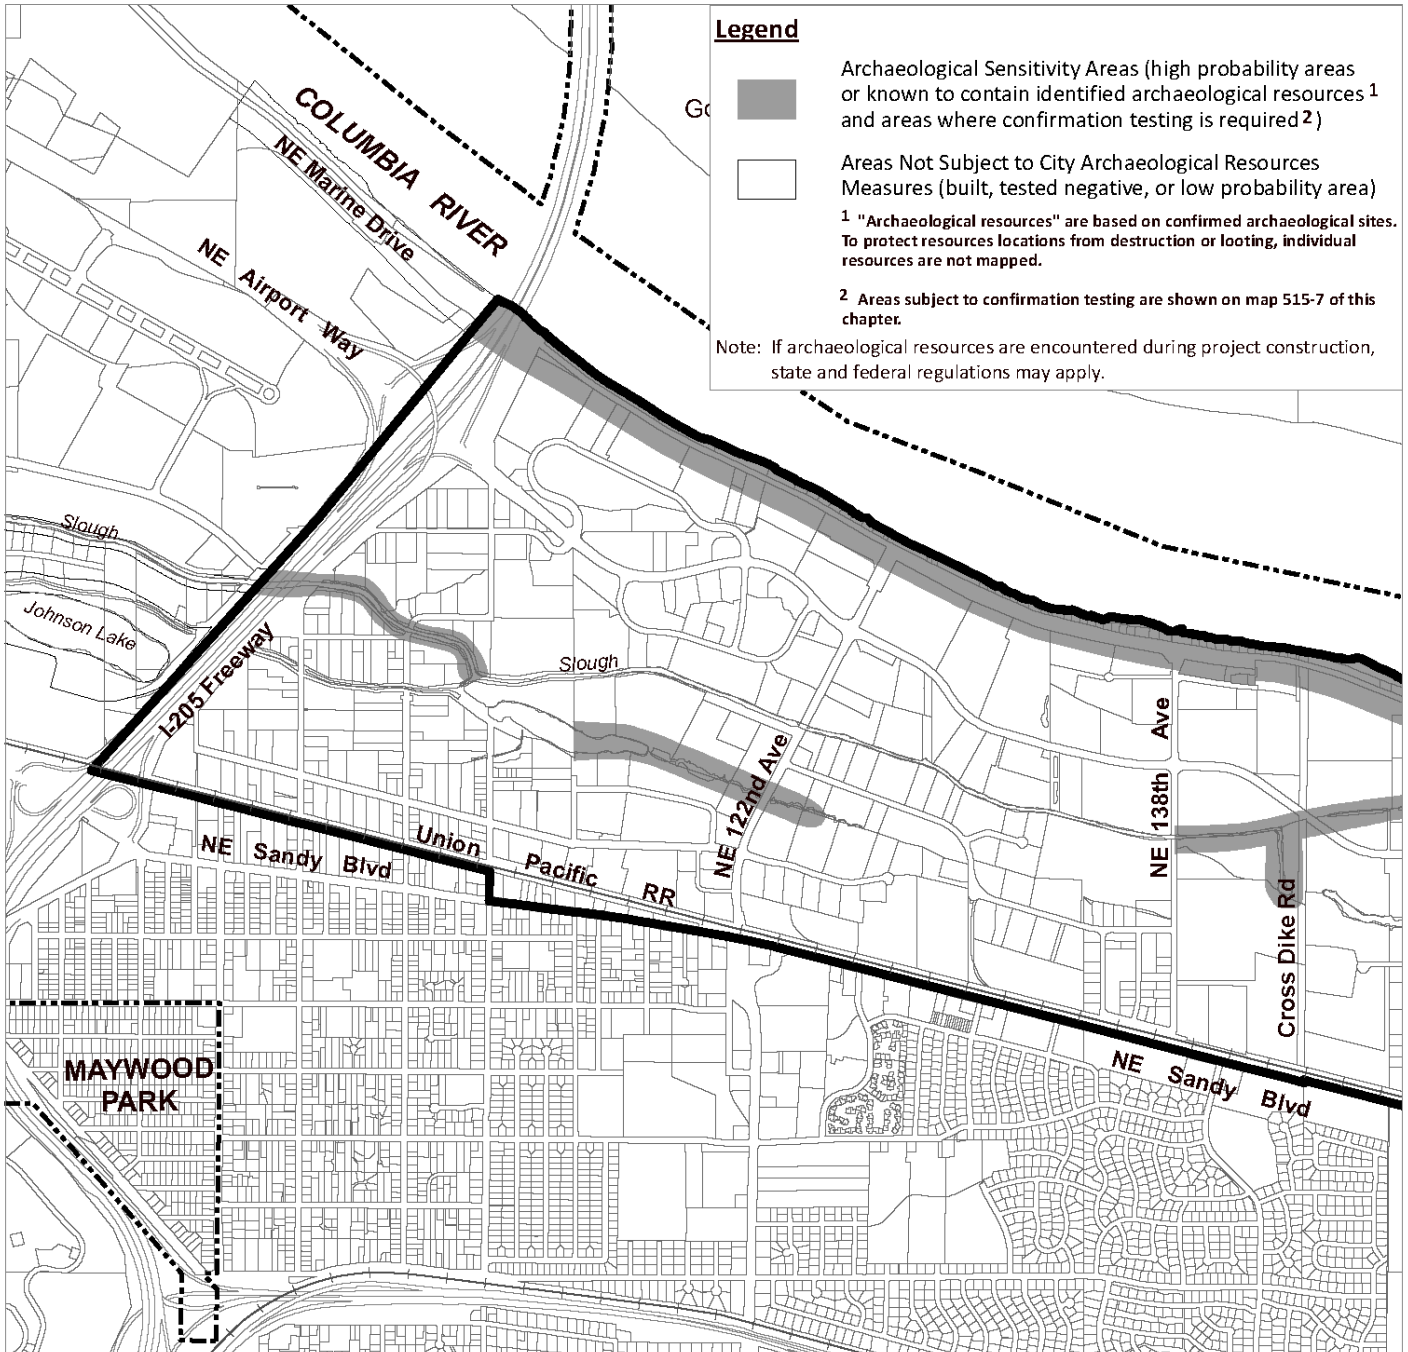 Legend
Archaeological Sensitivity Areas (high probability areas
or known to contain identified archaeological resources 1
and areas where confirmation testing is required 2)
Areas Not Subject to City Archaeological Resources
Measures (built, tested negative, or low probability area)
1 "Archaeological resources" are based on confirmed archaeological sites.
To protect resources locations from destruction or looting, individual
resources are not mapped.
2 Areas subject to confirmation testing are shown on map 515-7 of this
chapter.
Note: If archaeological resources are encountered during project construction,
state and federal regulations may apply.
COLUMBIA RIVER
NE Marine Drive
NE Airport Way
Slough
Johnson Lake
I-205 Freeway
Slough
NE 122nd Ave
NE 138th Ave
Cross Dike Rd
NE Sandy Blvd
Union Pacific RR
NE Sandy Blvd
MAYWOOD
PARK